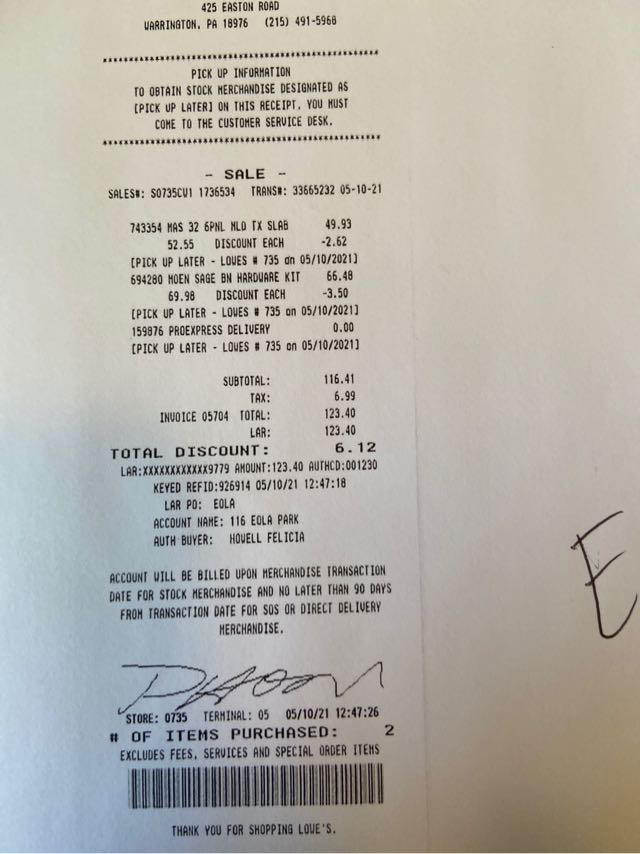 425 EASTON ROAD
WARRINGTON, PA 18976 (215) 491-5968
****************************************************
PICK UP INFORMATION
TO OBTAIN STOCK MERCHANDISE DESIGNATED AS
[PICK UP LATER] ON THIS RECEIPT, YOU MUST
COME TO THE CUSTOMER SERVICE DESK.
****************************************************
- SALE -
SALES#: S0735CW1 1736534 TRANS#: 33665232 05-10-21
743354 MAS 32 6PNL MLD TX SLAB 49.93
52.55 DISCOUNT EACH -2.62
[PICK UP LATER - LOWES # 735 on 05/10/2021]
694280 MOEN SAGE BN HARDWARE KIT 66.48
69.98 DISCOUNT EACH -3.50
[PICK UP LATER - LOWES # 735 on 05/10/2021]
159876 PROEXPRESS DELIVERY 0.00
[PICK UP LATER - LOWES # 735 on 05/10/2021]
SUBTOTAL: 116.41
TAX: 6.99
INVOICE 05704 TOTAL: 123.40
LAR: 123.40
TOTAL DISCOUNT: 6.12
LAR:XXXXXXXXXXXX9779 AMOUNT:123.40 AUTHCD:001230
KEYED REFID:926914 05/10/21 12:47:18
LAR PO: EOLA
ACCOUNT NAME: 116 EOLA PARK
AUTH BUYER: HOWELL FELICIA
ACCOUNT WILL BE BILLED UPON MERCHANDISE TRANSACTION
DATE FOR STOCK MERCHANDISE AND NO LATER THAN 90 DAYS
FROM TRANSACTION DATE FOR SOS OR DIRECT DELIVERY
MERCHANDISE.
STORE: 0735 TERMINAL: 05 05/10/21 12:47:26
# OF ITEMS PURCHASED: 2
EXCLUDES FEES, SERVICES AND SPECIAL ORDER ITEMS
THANK YOU FOR SHOPPING LOWE'S.
E